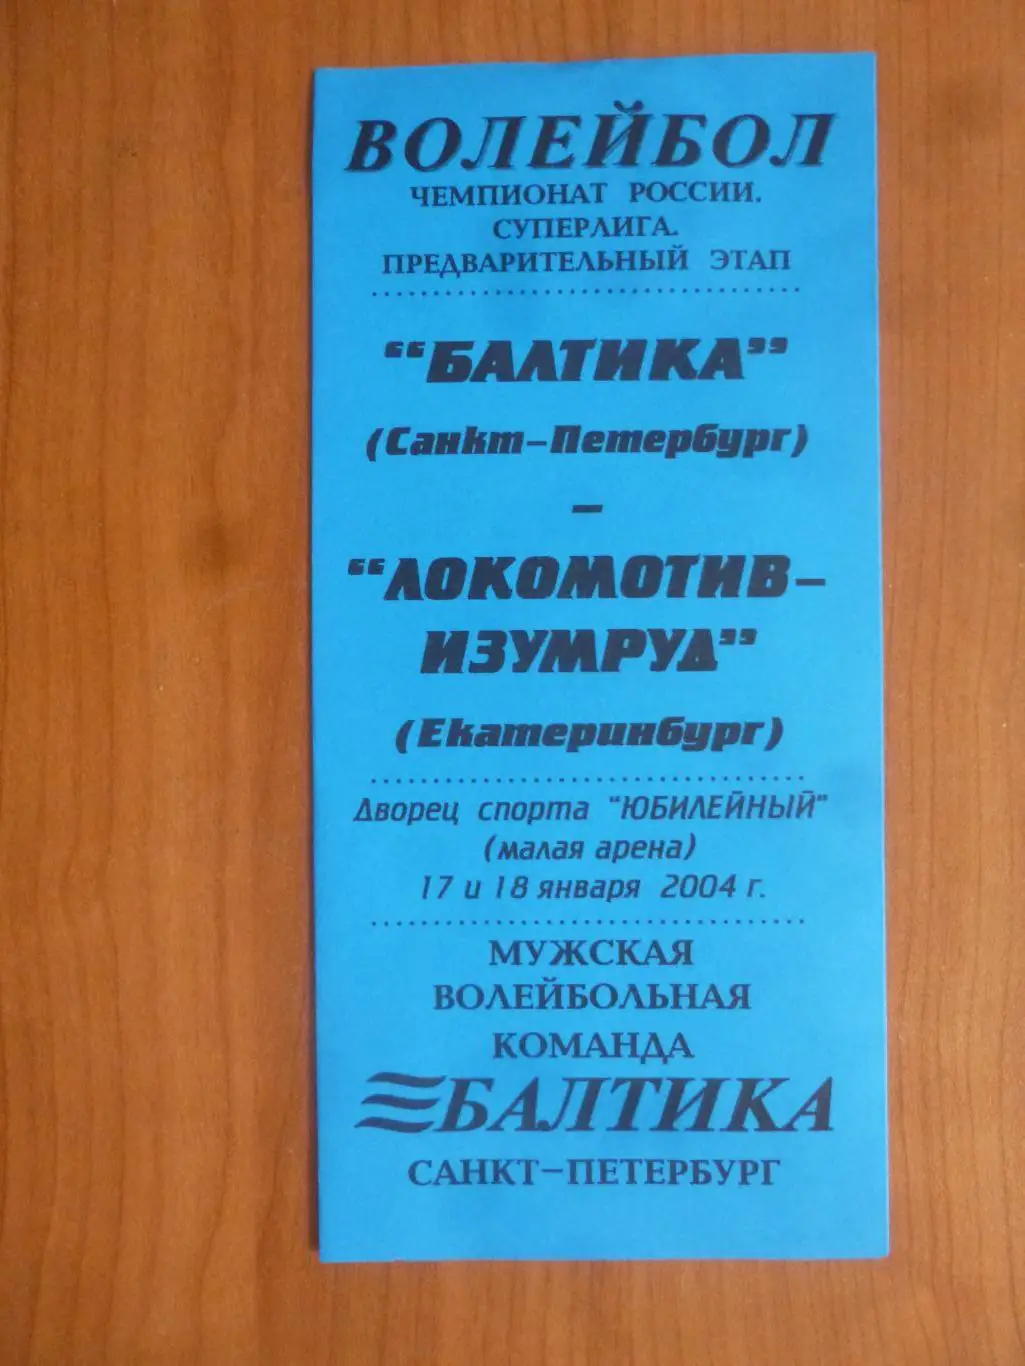 ВОЛЕЙБОЛ
ЧЕМПИОНАТ РОССИИ.
СУПЕРЛИГА.
ПРЕДВАРИТЕЛЬНЫЙ ЭТАП
"БАЛТИКА"
(Санкт-Петербург)
–
"ЛОКОМОТИВ-
ИЗУМРУД"
(Екатеринбург)
Дворец спорта "ЮБИЛЕЙНЫЙ"
(малая арена)
17 и 18 января 2004 г.
МУЖСКАЯ
ВОЛЕЙБОЛЬНАЯ
КОМАНДА
БАЛТИКА
САНКТ-ПЕТЕРБУРГ